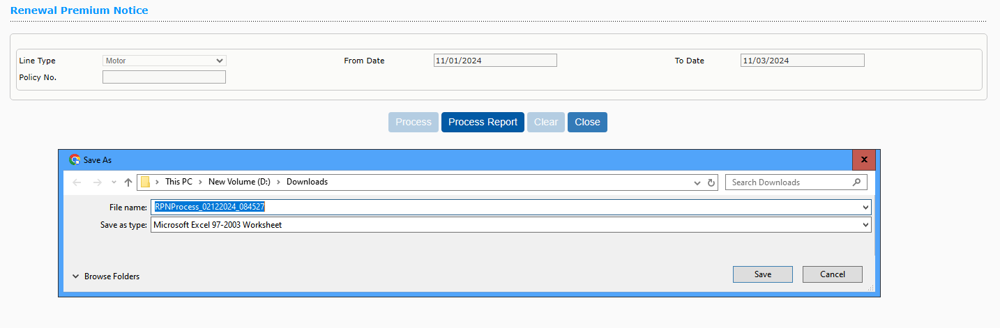 Renewal Premium Notice
Line Type Motor From Date 11/01/2024 To Date 11/03/2024
Policy No.
Process Process Report Clear Close
Save As x
This PC > New Volume (D:) > Downloads Search Downloads
File name: RPNProcess_02122024_084527
Save as type: Microsoft Excel 97-2003 Worksheet
Browse Folders Save Cancel